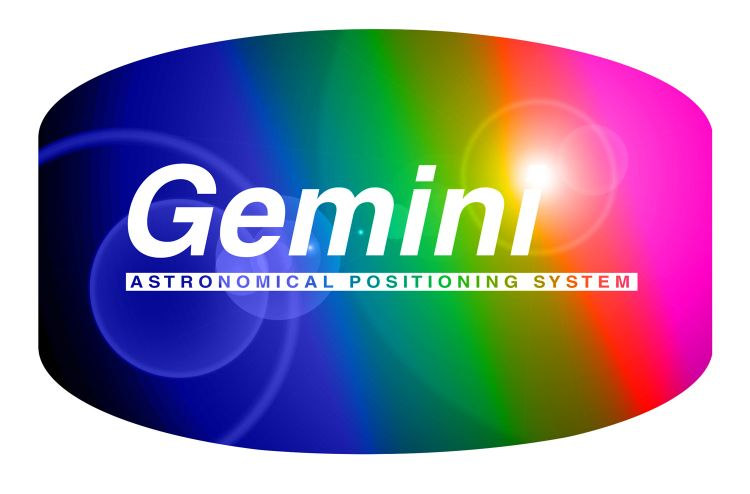 Gemini
ASTRONOMICAL POSITIONING SYSTEM